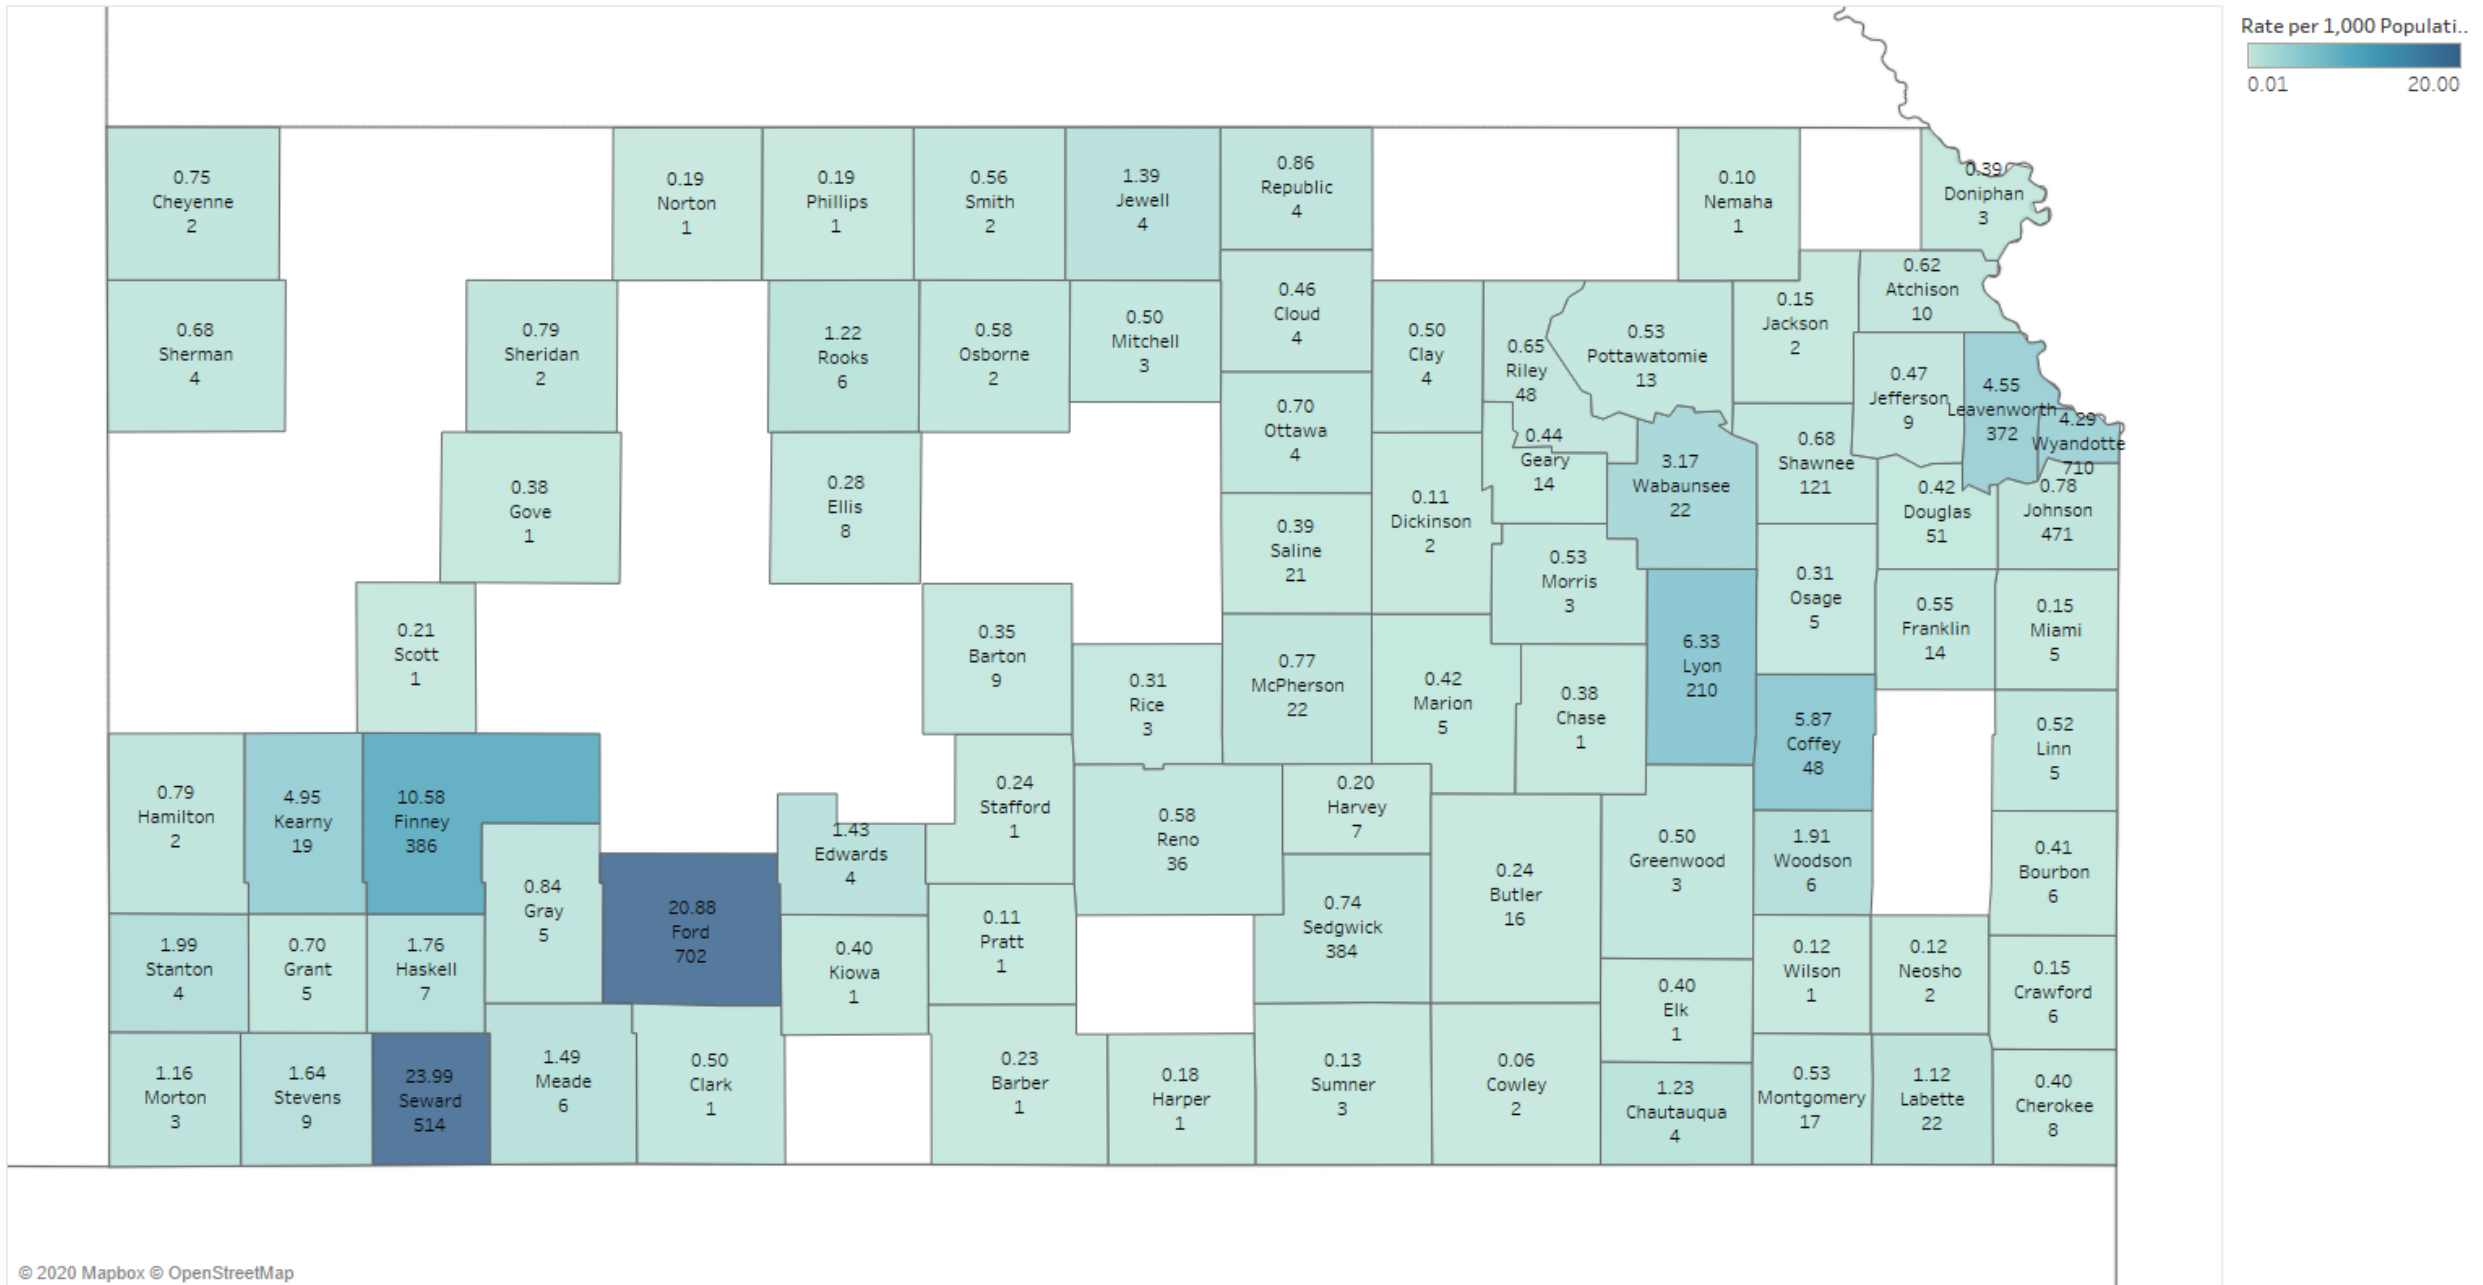 Rate per 1,000 Populati..
0.01
20.00
0.75
Cheyenne
2
0.19
Norton
1
0.19
Phillips
1
0.56
Smith
2
1.39
Jewell
4
0.86
Republic
4
0.10
Nemaha
1
0.39
Doniphan
3
0.68
Sherman
4
0.79
Sheridan
2
1.22
Rooks
6
0.58
Osborne
2
0.50
Mitchell
3
0.46
Cloud
4
0.50
Clay
4
0.65
Riley
48
0.53
Pottawatomie
13
0.15
Jackson
2
0.62
Atchison
10
0.47
Jefferson
9
4.55
Leavenworth
372
4.29
Wyandotte
710
0.38
Gove
1
0.28
Ellis
8
0.70
Ottawa
4
0.39
Saline
21
0.11
Dickinson
2
0.44
Geary
14
3.17
Wabaunsee
22
0.68
Shawnee
121
0.42
Douglas
51
0.78
Johnson
471
0.21
Scott
1
0.35
Barton
9
0.31
Rice
3
0.77
McPherson
22
0.42
Marion
5
0.53
Morris
3
0.38
Chase
1
6.33
Lyon
210
0.31
Osage
5
0.55
Franklin
14
0.15
Miami
5
5.87
Coffey
48
0.52
Linn
5
0.79
Hamilton
2
4.95
Kearny
19
10.58
Finney
386
0.84
Gray
5
20.88
Ford
702
1.43
Edwards
4
0.24
Stafford
1
0.58
Reno
36
0.20
Harvey
7
0.74
Sedgwick
384
0.24
Butler
16
0.50
Greenwood
3
1.91
Woodson
6
0.41
Bourbon
6
1.99
Stanton
4
0.70
Grant
5
1.76
Haskell
7
0.40
Kiowa
1
0.11
Pratt
1
0.40
Elk
1
0.12
Wilson
1
0.12
Neosho
2
0.15
Crawford
6
1.16
Morton
3
1.64
Stevens
9
23.99
Seward
514
1.49
Meade
6
0.50
Clark
1
0.23
Barber
1
0.18
Harper
1
0.13
Sumner
3
0.06
Cowley
2
1.23
Chautauqua
4
0.53
Montgomery
17
1.12
Labette
22
0.40
Cherokee
8
© 2020 Mapbox © OpenStreetMap